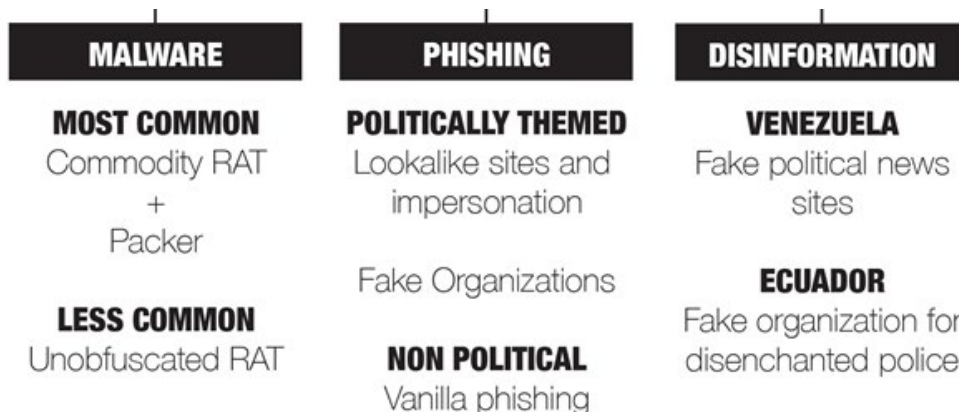 MALWARE
MOST COMMON
Commodity RAT
+
Packer
LESS COMMON
Unobfuscated RAT
PHISHING
POLITICALLY THEMED
Lookalike sites and
impersonation
Fake Organizations
NON POLITICAL
Vanilla phishing
DISINFORMATION
VENEZUELA
Fake political news
sites
ECUADOR
Fake organization for
disenchanted police